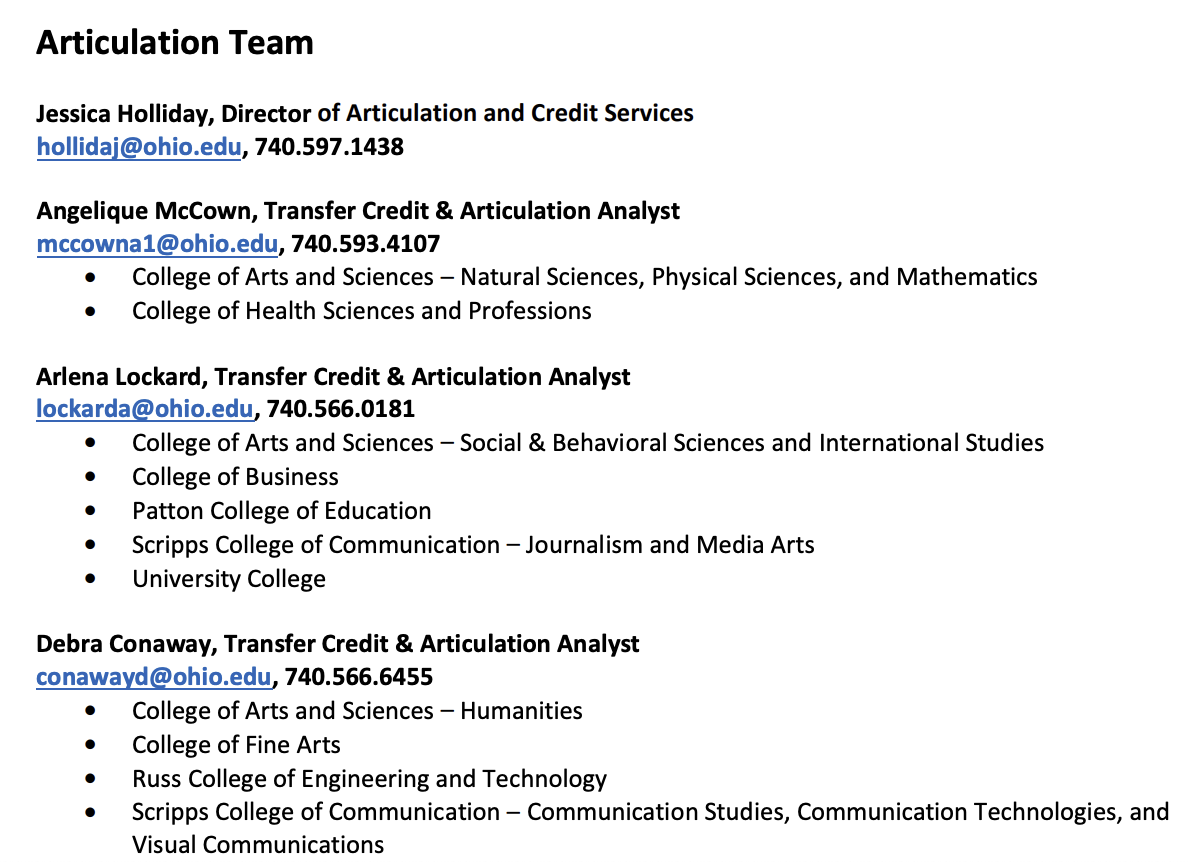 Articulation Team
Jessica Holliday, Director of Articulation and Credit Services
hollidaj@ohio.edu, 740.597.1438
Angelique McCown, Transfer Credit & Articulation Analyst
mccowna1@ohio.edu, 740.593.4107
• College of Arts and Sciences – Natural Sciences, Physical Sciences, and Mathematics
• College of Health Sciences and Professions
Arlena Lockard, Transfer Credit & Articulation Analyst
lockarda@ohio.edu, 740.566.0181
• College of Arts and Sciences – Social & Behavioral Sciences and International Studies
• College of Business
• Patton College of Education
• Scripps College of Communication – Journalism and Media Arts
• University College
Debra Conaway, Transfer Credit & Articulation Analyst
conawayd@ohio.edu, 740.566.6455
• College of Arts and Sciences – Humanities
• College of Fine Arts
• Russ College of Engineering and Technology
• Scripps College of Communication – Communication Studies, Communication Technologies, and
Visual Communications